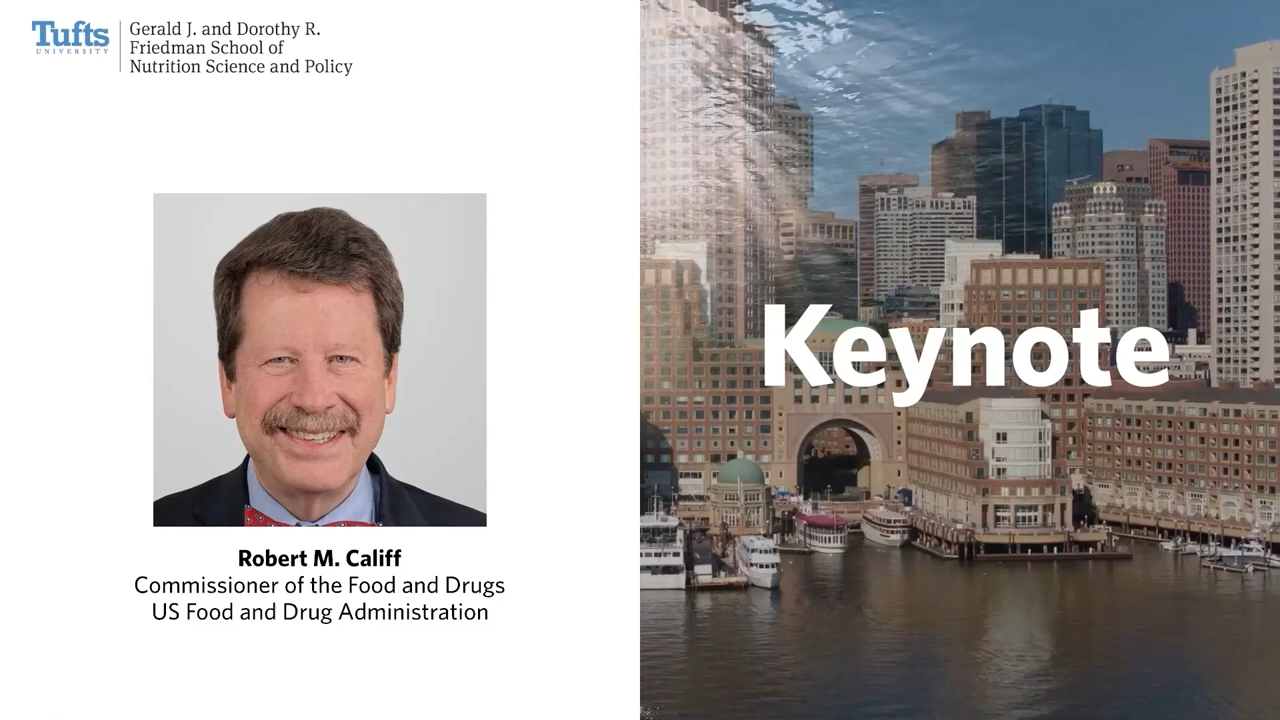 Tufts
UNIVERSITY
Gerald J. and Dorothy R.
Friedman School of
Nutrition Science and Policy
Keynote
Robert M. Califf
Commissioner of the Food and Drugs
US Food and Drug Administration